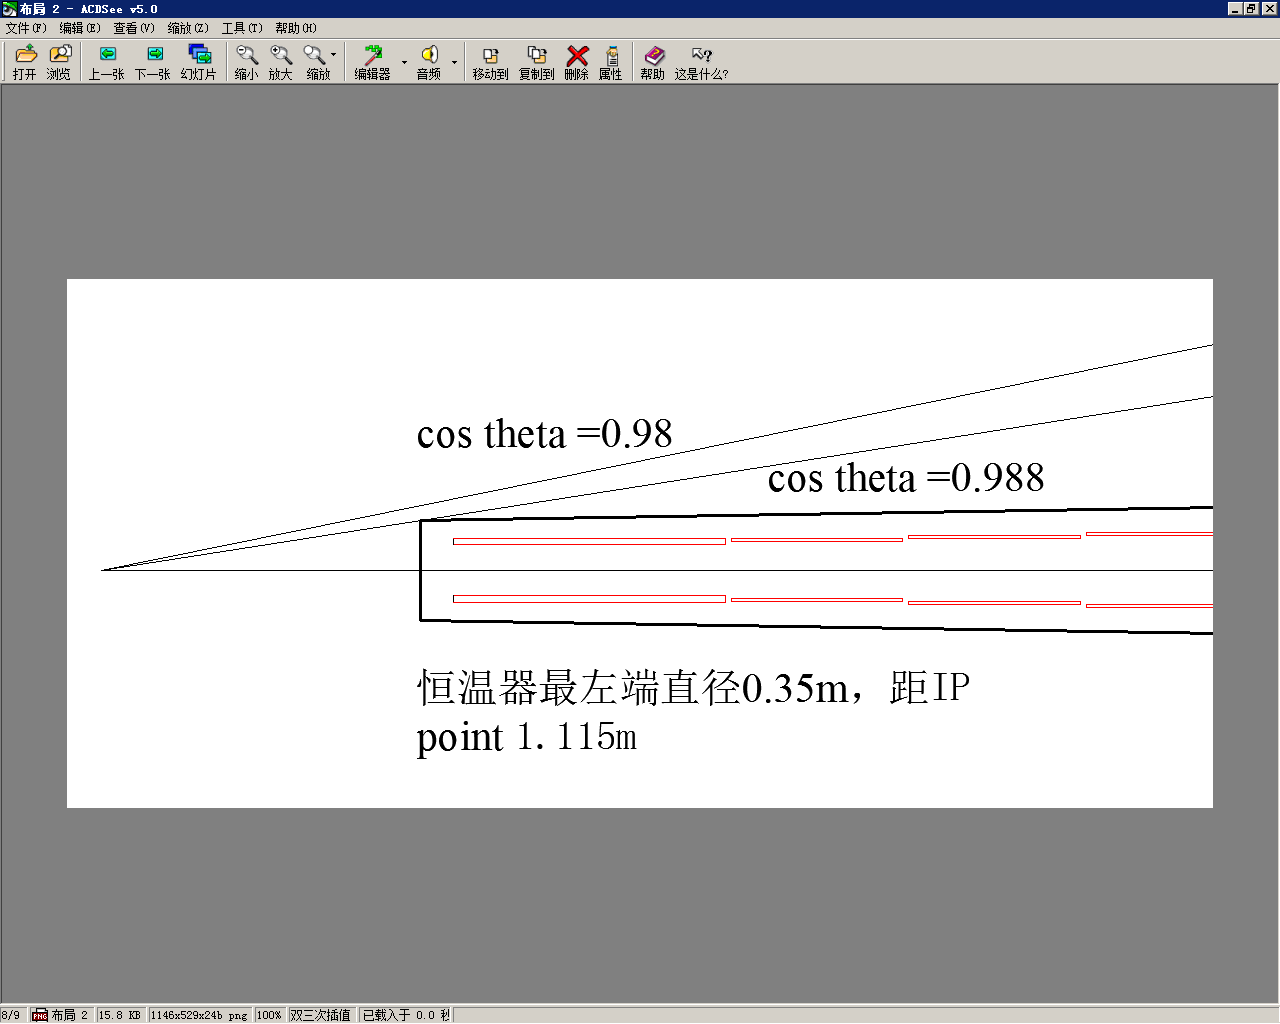 布局 2 - ACDSee v5.0
文件(F) 编辑(E) 查看(V) 缩放(Z) 工具(T) 帮助(H)
打开 浏览 上一张 下一张 幻灯片 缩小 放大 缩放 编辑器 音频 移动到 复制到 删除 属性 帮助 这是什么?
cos theta =0.98
cos theta =0.988
恒温器最左端直径0.35m，距IP
point 1.115m
8/9 PNG 布局 2 15.8 KB 1146x529x24b png 100% 双三次插值 已载入于 0.0 秒